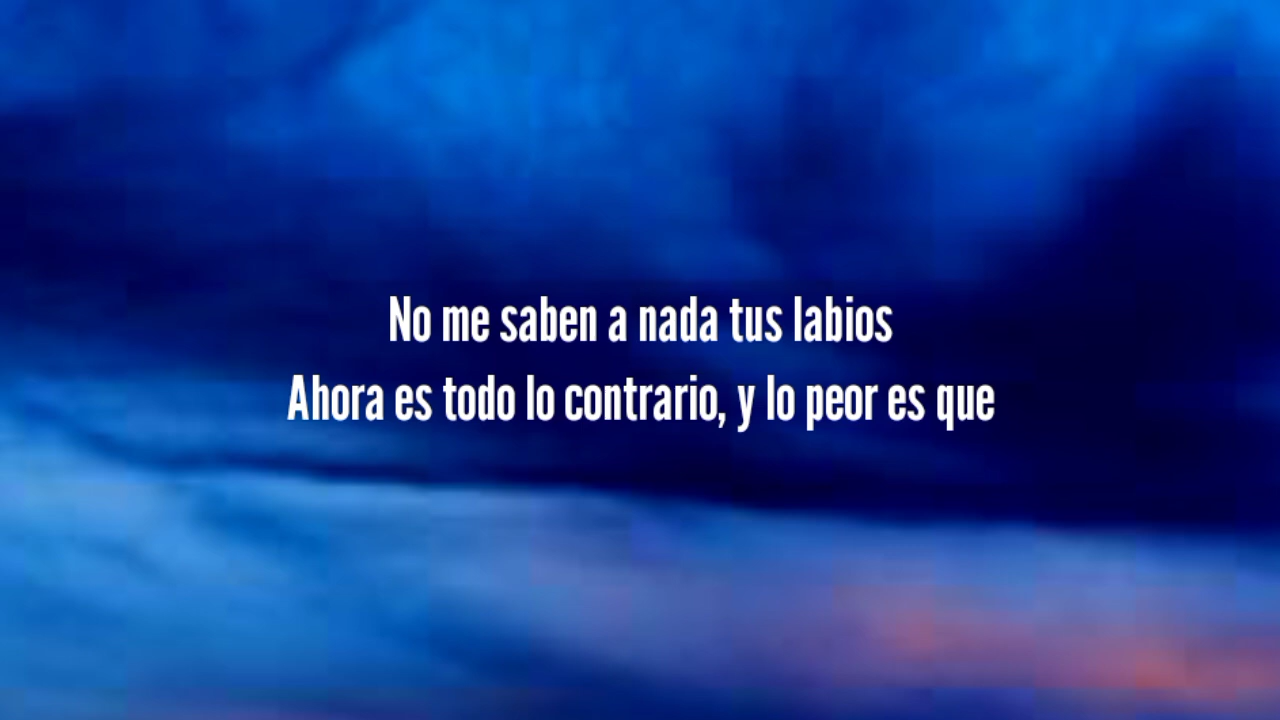 No me saben a nada tus labios
Ahora es todo lo contrario, y lo peor es que